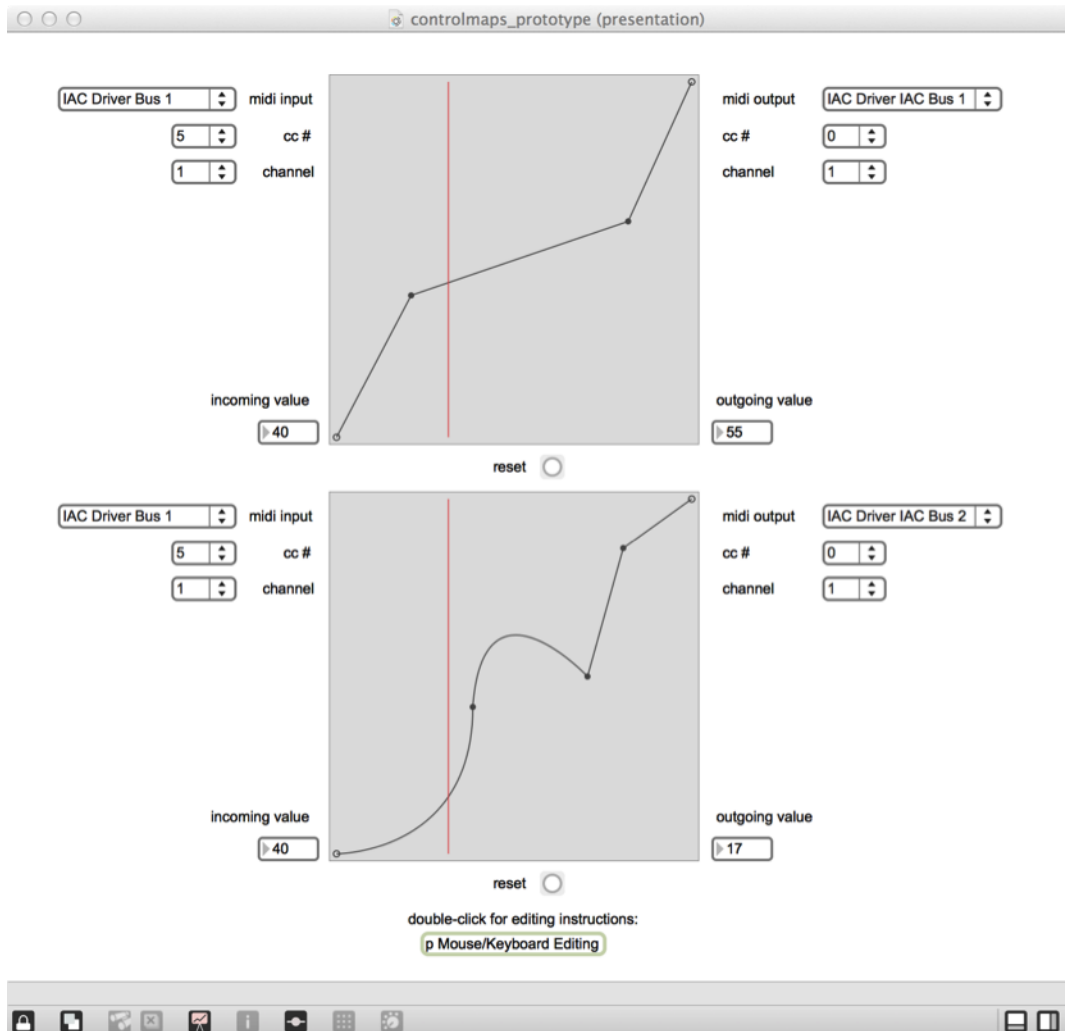 controlmaps_prototype (presentation)
IAC Driver Bus 1 midi input
midi output IAC Driver IAC Bus 1
5 cc #
cc # 0
1 channel
channel 1
incoming value
outgoing value
40
55
reset
IAC Driver Bus 1 midi input
midi output IAC Driver IAC Bus 2
5 cc #
cc # 0
1 channel
channel 1
incoming value
outgoing value
40
17
reset
double-click for editing instructions:
p Mouse/Keyboard Editing